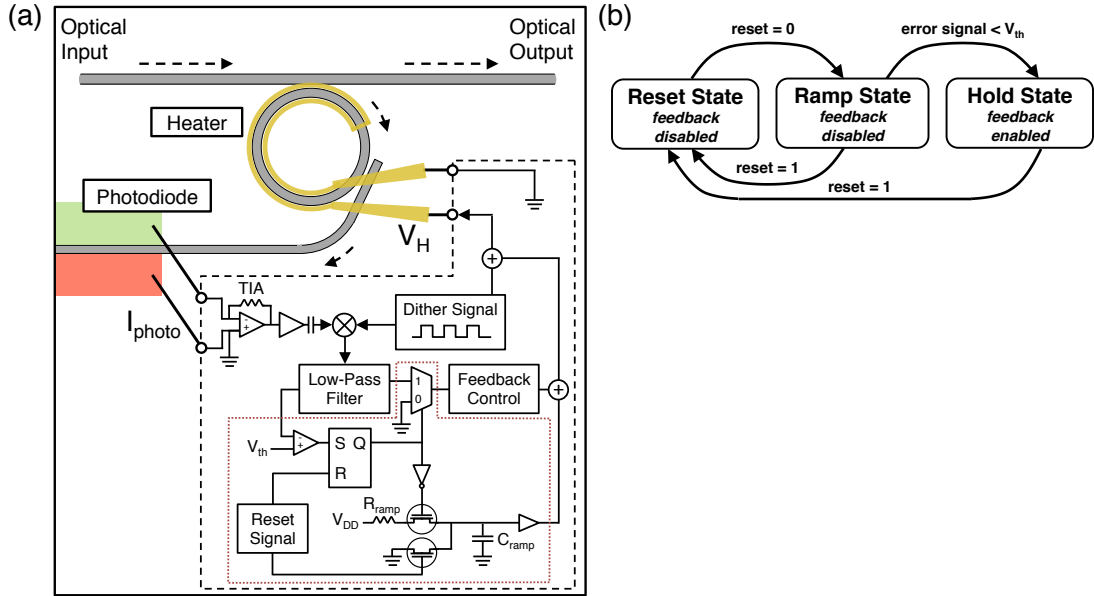 (a)
Optical
Input
Optical
Output
Heater
Photodiode
V_H
I_photo
TIA
-
+
Dither Signal
Low-Pass
Filter
1
0
Feedback
Control
+
+
V_th
-
+
S Q
R
Reset
Signal
V_DD
R_ramp
C_ramp
(b)
reset = 0
error signal < V_th
Reset State
feedback
disabled
Ramp State
feedback
disabled
Hold State
feedback
enabled
reset = 1
reset = 1